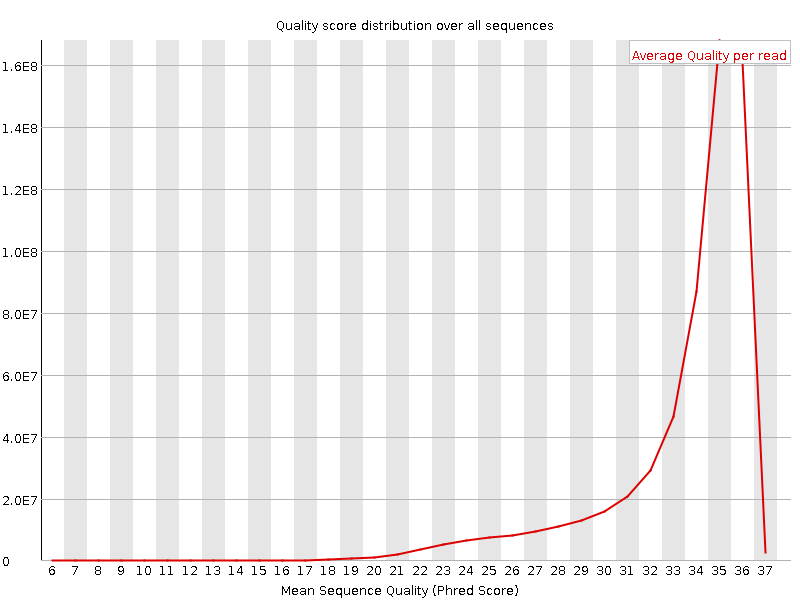 Quality score distribution over all sequences
Average Quality per read
1.6E8
1.4E8
1.2E8
1.0E8
8.0E7
6.0E7
4.0E7
2.0E7
0
6 7 8 9 10 11 12 13 14 15 16 17 18 19 20 21 22 23 24 25 26 27 28 29 30 31 32 33 34 35 36 37
Mean Sequence Quality (Phred Score)